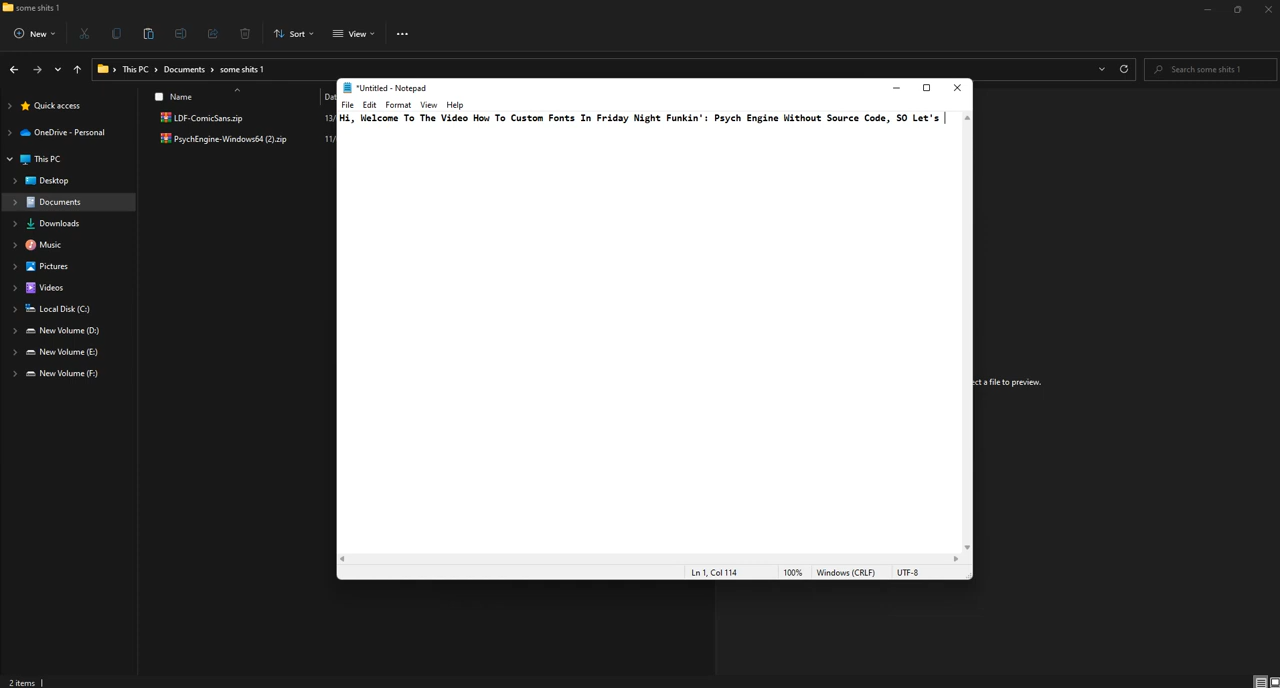 some shits 1
New
Sort
View
This PC
Documents
some shits 1
Search some shits 1
Quick access
OneDrive - Personal
This PC
Desktop
Documents
Downloads
Music
Pictures
Videos
Local Disk (C:)
New Volume (D:)
New Volume (E:)
New Volume (F:)
Name
Dat
LDF-ComicSans.zip
13/
PsychEngine-Windows64 (2).zip
11/
*Untitled - Notepad
File Edit Format View Help
Hi, Welcome To The Video How To Custom Fonts In Friday Night Funkin': Psych Engine Without Source Code, SO Let's
Ln 1, Col 114
100%
Windows (CRLF)
UTF-8
ect a file to preview.
2 items